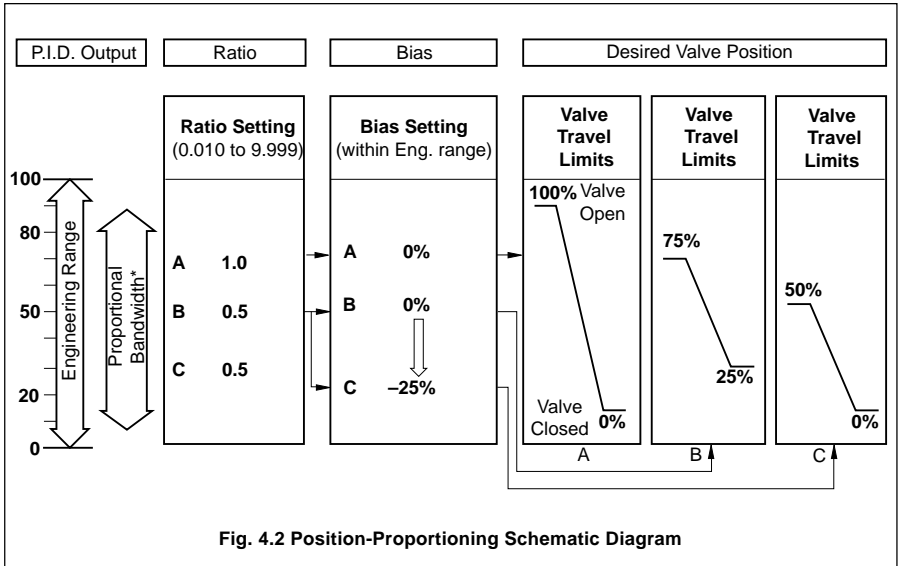 P.I.D. Output
Ratio
Bias
Desired Valve Position
Ratio Setting
(0.010 to 9.999)
Bias Setting
(within Eng. range)
Valve
Travel
Limits
Valve
Travel
Limits
Valve
Travel
Limits
100
80
50
20
0
Engineering Range
Proportional
Bandwidth*
A 1.0
B 0.5
C 0.5
A 0%
B 0%
C –25%
100% Valve
Open
Valve
Closed 0%
75%
25%
50%
0%
A
B
C
Fig. 4.2 Position-Proportioning Schematic Diagram